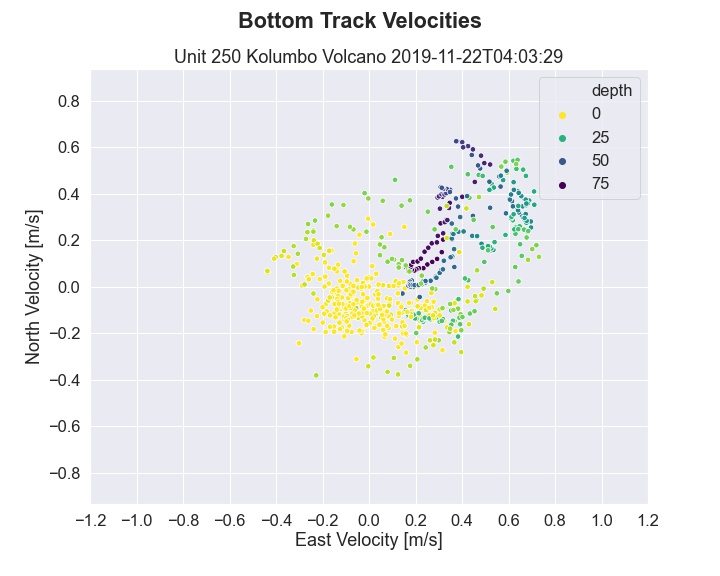 Bottom Track Velocities
Unit 250 Kolumbo Volcano 2019-11-22T04:03:29
depth
0
25
50
75
0.8
0.6
0.4
0.2
0.0
−0.2
−0.4
−0.6
−0.8
North Velocity [m/s]
−1.2 −1.0 −0.8 −0.6 −0.4 −0.2 0.0 0.2 0.4 0.6 0.8 1.0 1.2
East Velocity [m/s]